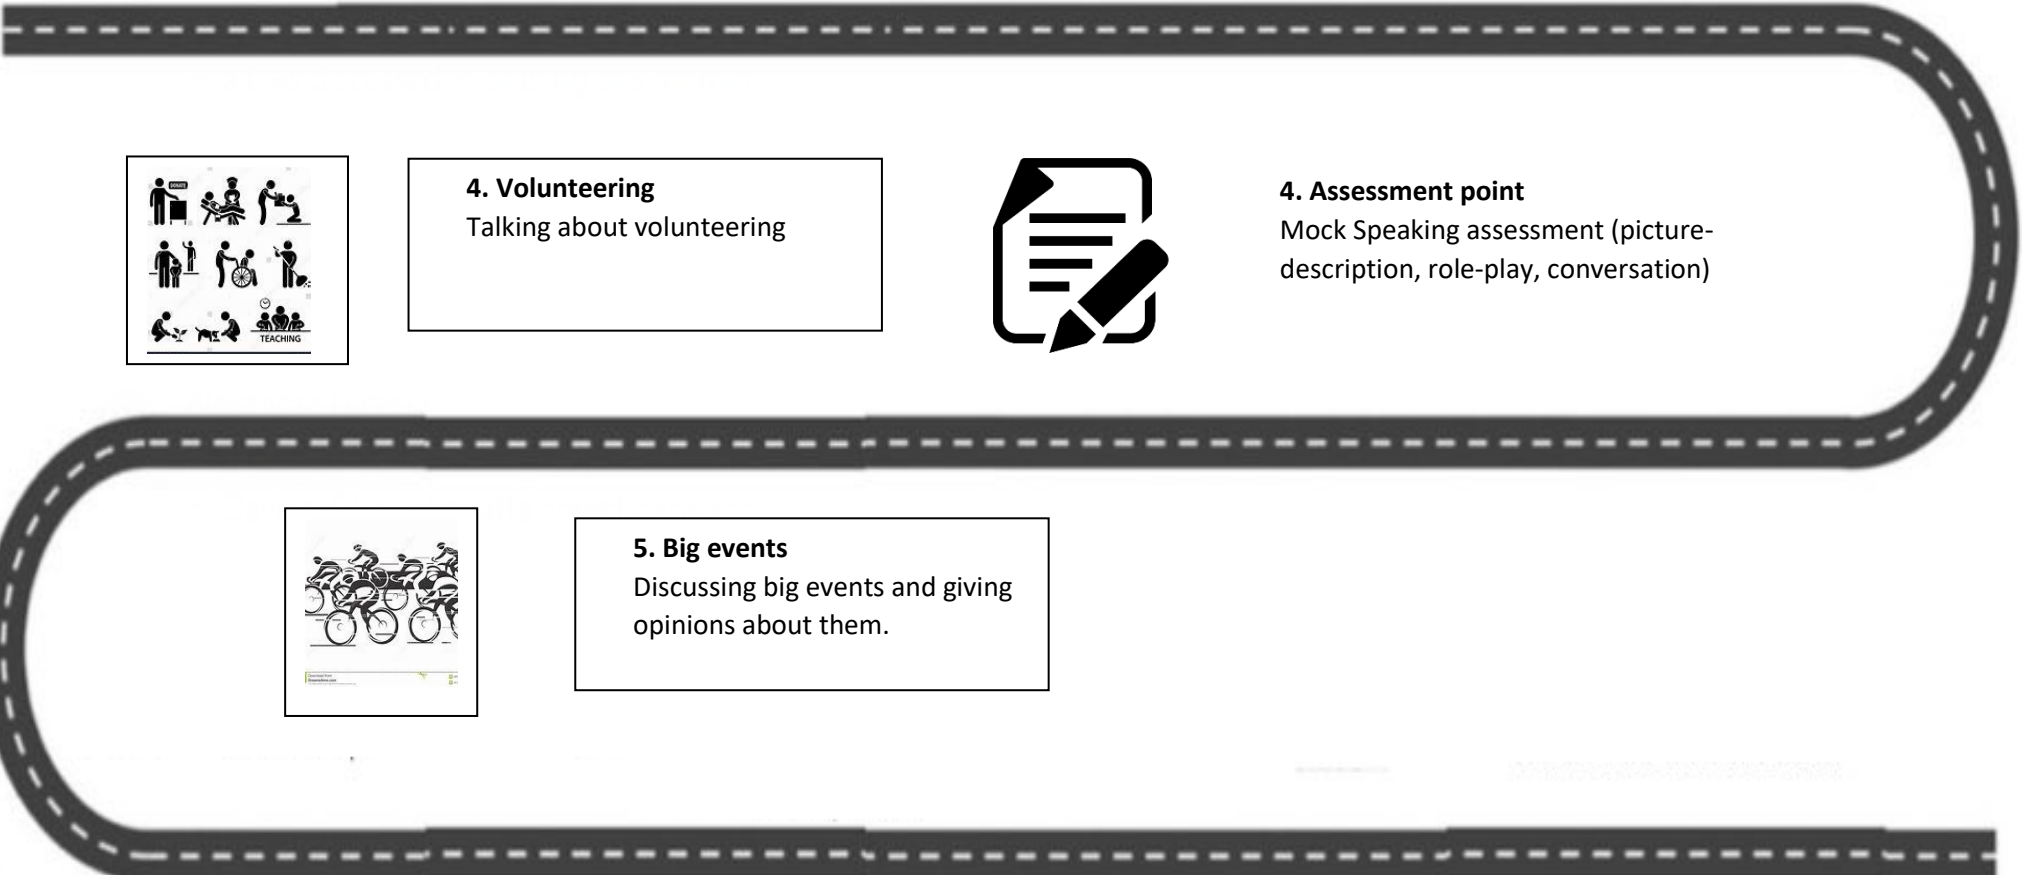 DONATE
TEACHING
4. Volunteering
Talking about volunteering
4. Assessment point
Mock Speaking assessment (picture-
description, role-play, conversation)
5. Big events
Discussing big events and giving
opinions about them.